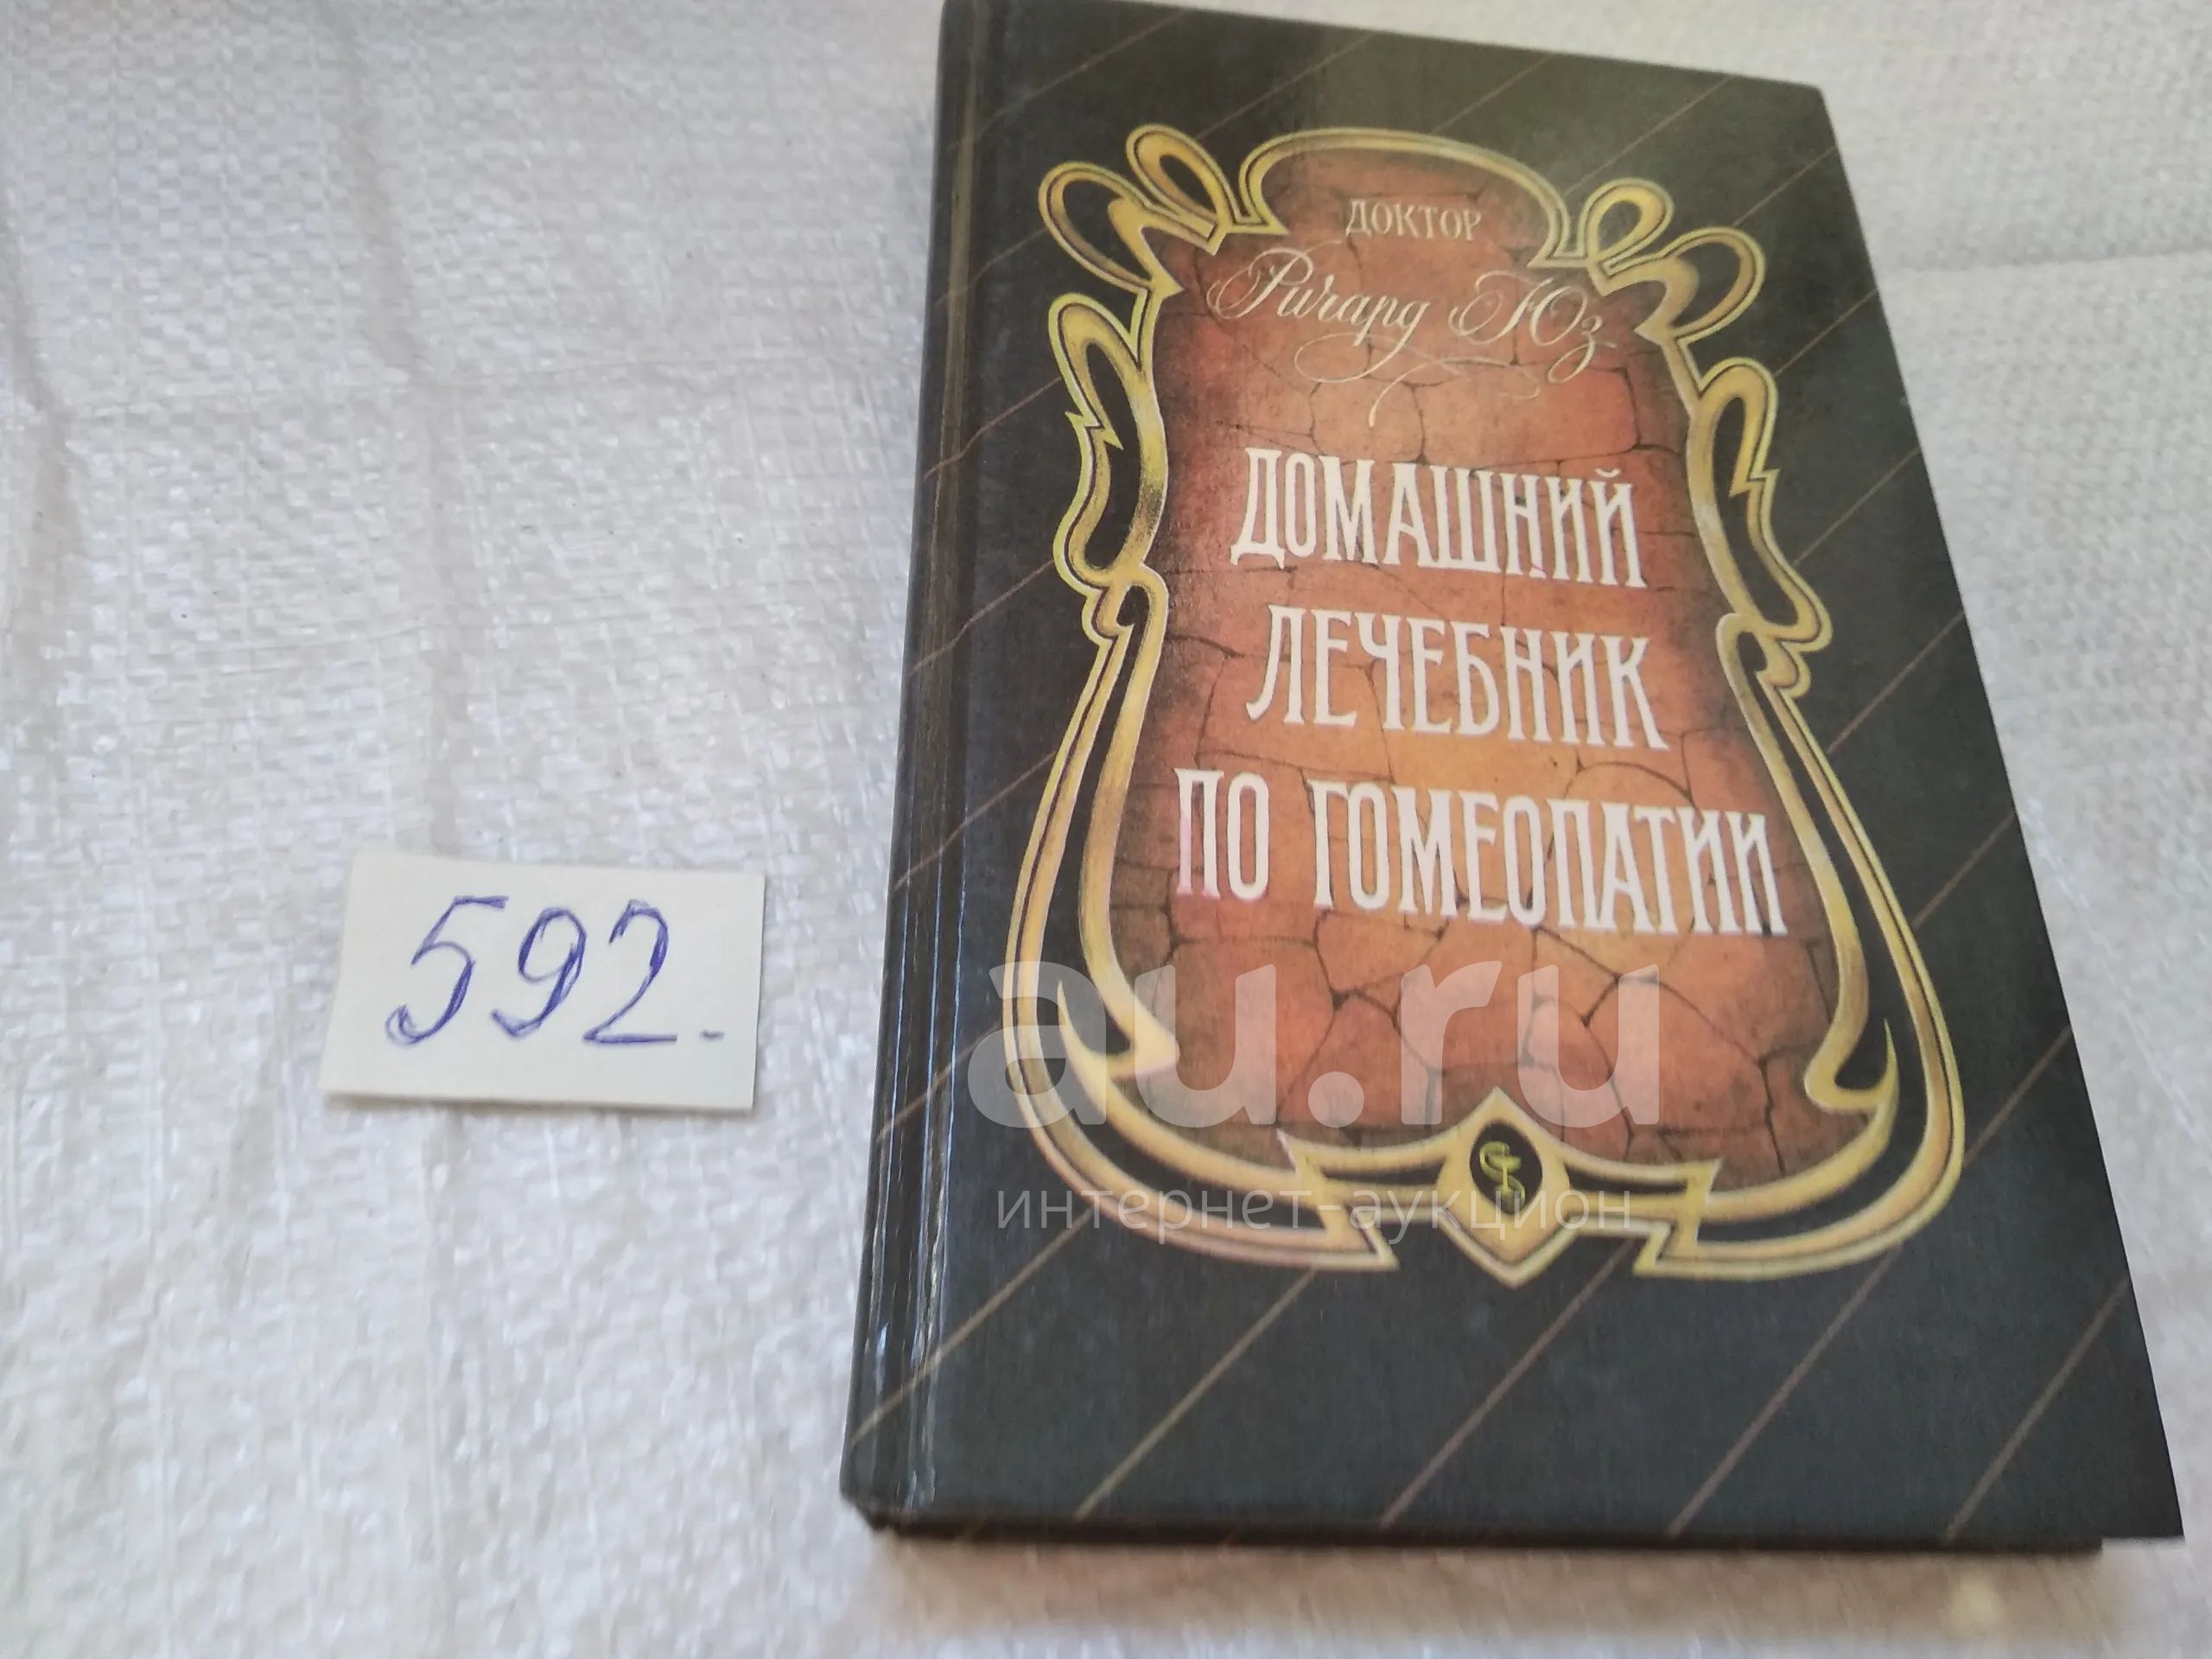 ДОКТОР
Ричард Юз
ДОМАШНИЙ
ЛЕЧЕБНИК
ПО ГОМЕОПАТИИ
592.
au.ru
интернет-аукцион